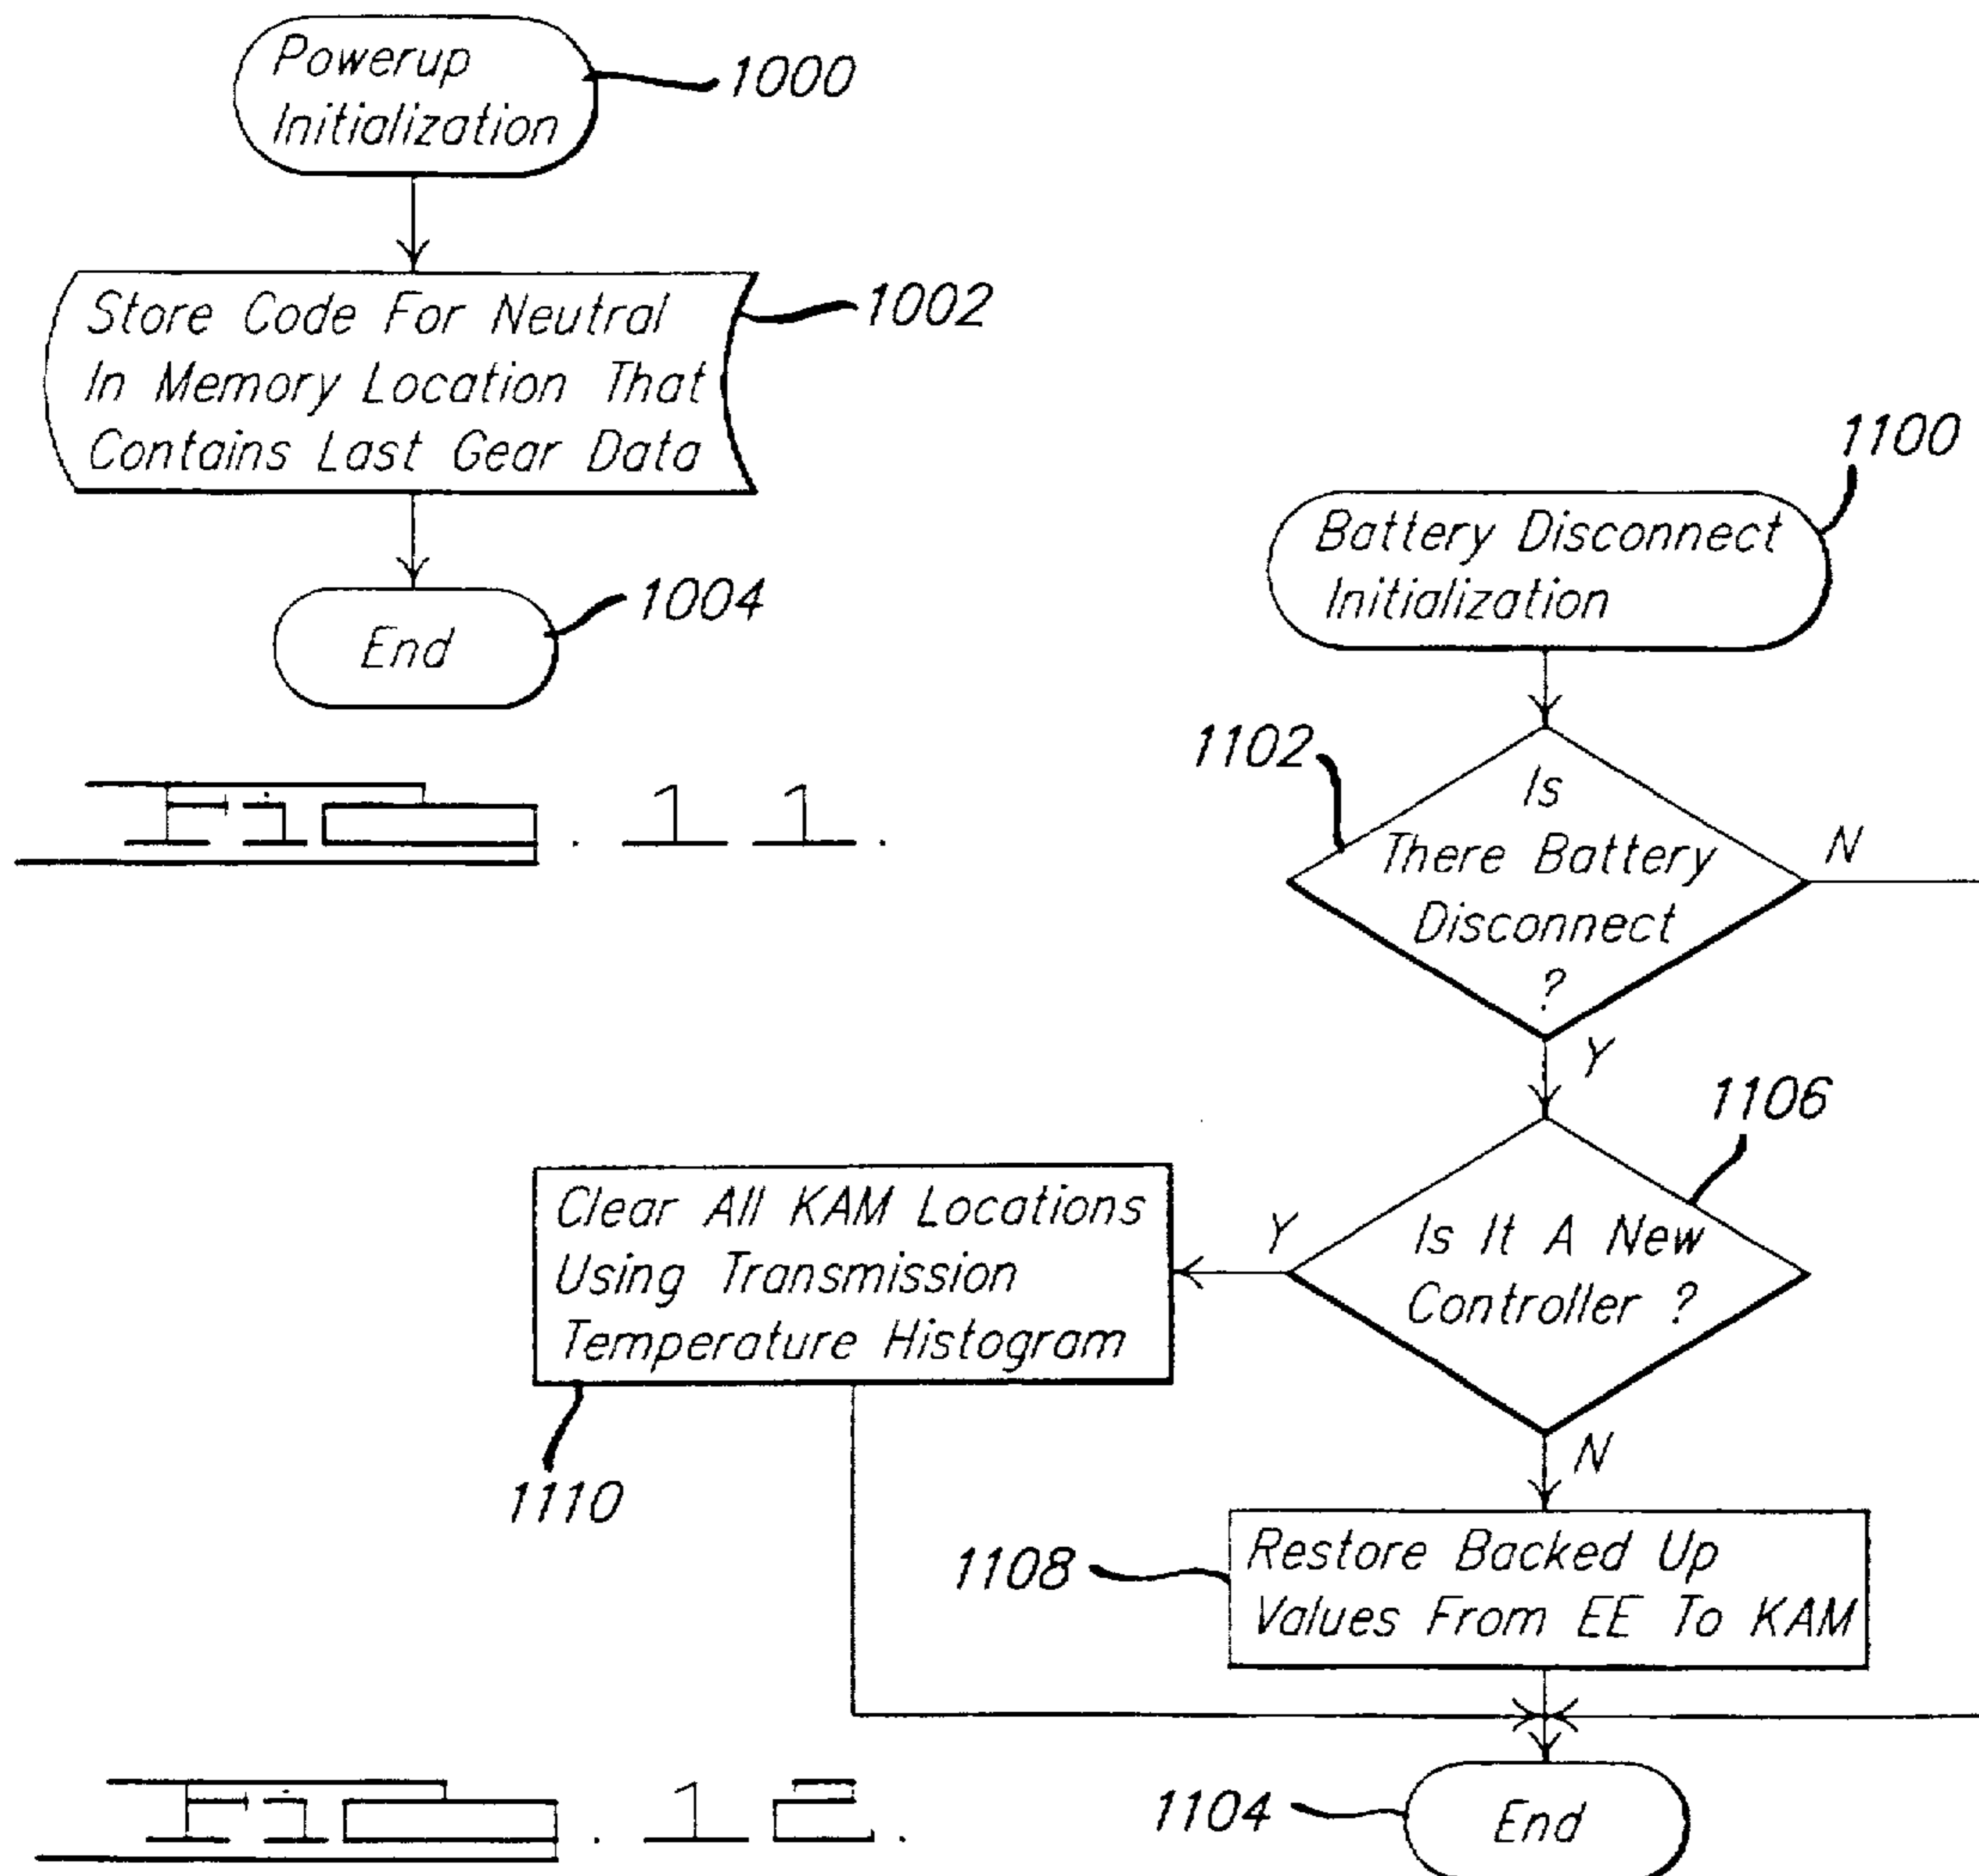 Powerup
Initialization
1000
Store Code For Neutral
In Memory Location That
Contains Last Gear Data
1002
End
1004
Fig. 11.
Battery Disconnect
Initialization
1100
1102
Is
There Battery
Disconnect
?
N
Y
1106
Is It A New
Controller ?
Y
N
Clear All KAM Locations
Using Transmission
Temperature Histogram
1110
1108
Restore Backed Up
Values From EE To KAM
1104
End
Fig. 12.